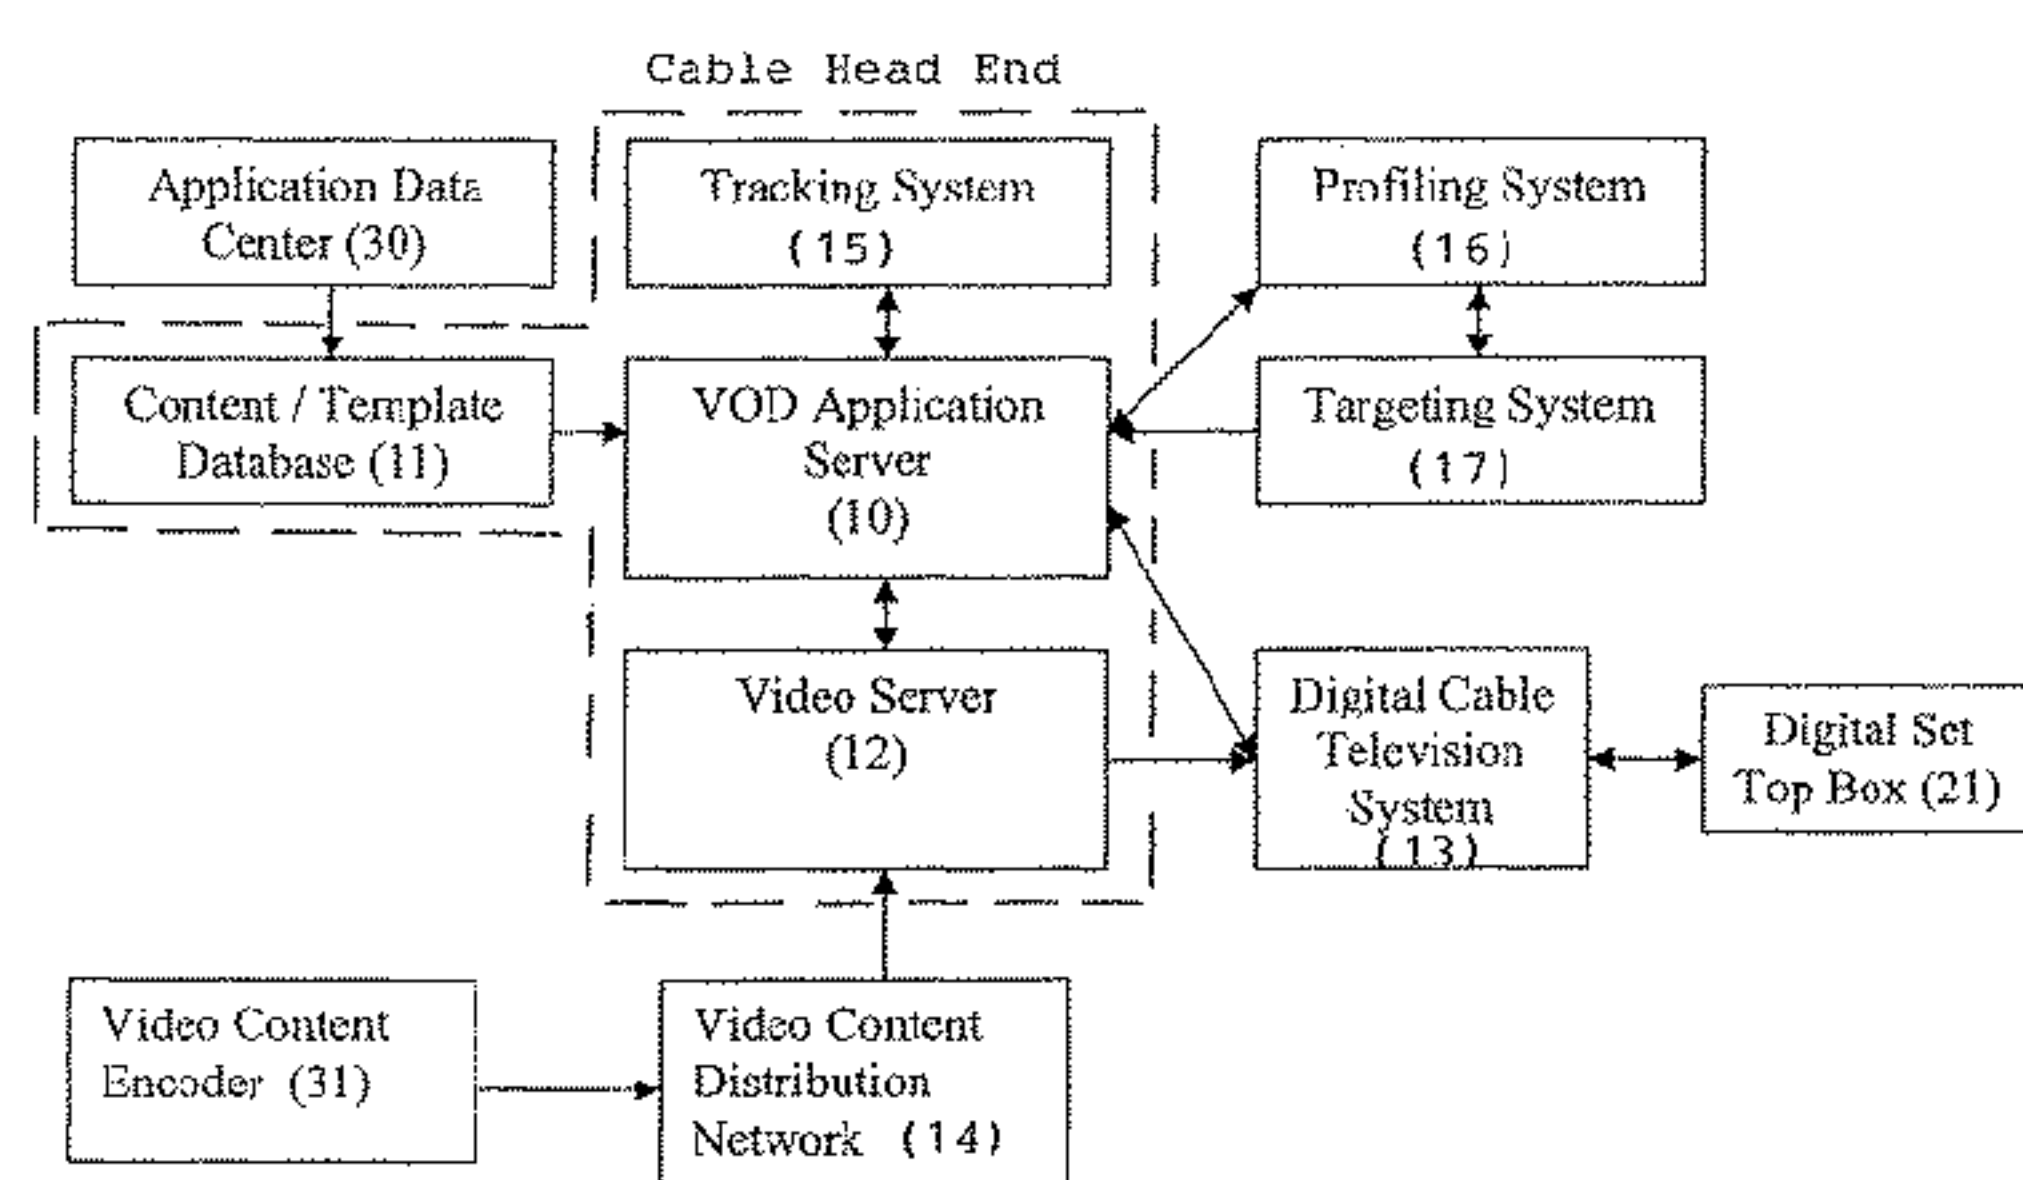 Cable Head End
Application Data
Center (30)
Tracking System
(15)
Profiling System
(16)
Content / Template
Database (11)
VOD Application
Server
(10)
Targeting System
(17)
Video Server
(12)
Digital Cable
Television
System
(13)
Digital Set
Top Box (21)
Video Content
Encoder (31)
Video Content
Distribution
Network (14)